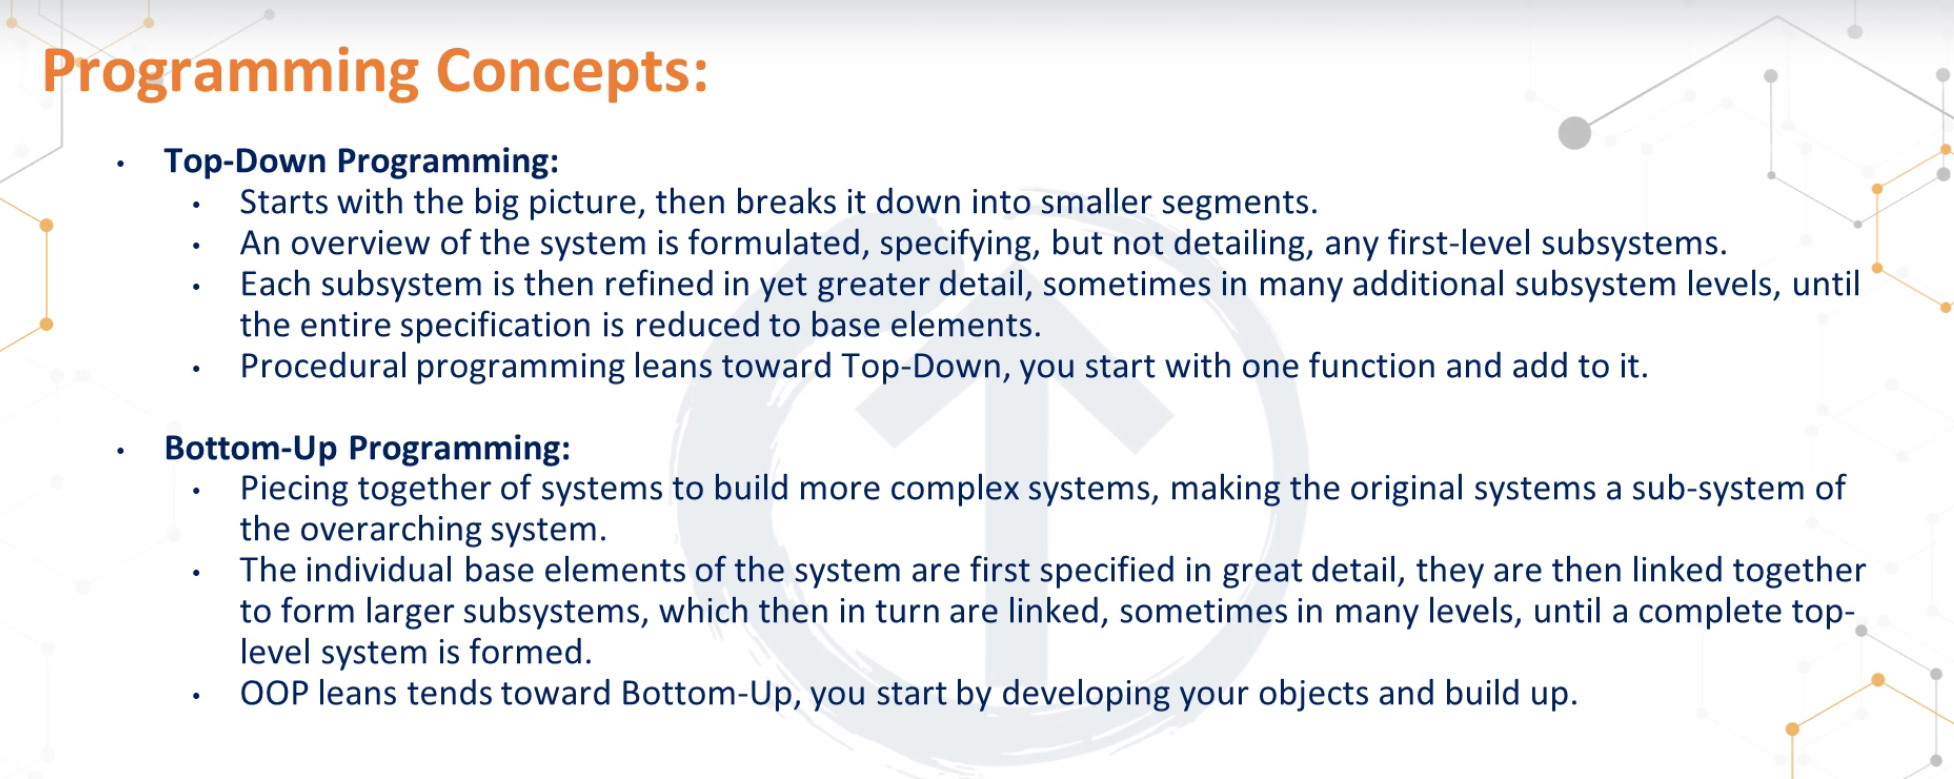 Programming Concepts:
• Top-Down Programming:
• Starts with the big picture, then breaks it down into smaller segments.
• An overview of the system is formulated, specifying, but not detailing, any first-level subsystems.
• Each subsystem is then refined in yet greater detail, sometimes in many additional subsystem levels, until
the entire specification is reduced to base elements.
• Procedural programming leans toward Top-Down, you start with one function and add to it.
• Bottom-Up Programming:
• Piecing together of systems to build more complex systems, making the original systems a sub-system of
the overarching system.
• The individual base elements of the system are first specified in great detail, they are then linked together
to form larger subsystems, which then in turn are linked, sometimes in many levels, until a complete top-
level system is formed.
• OOP leans tends toward Bottom-Up, you start by developing your objects and build up.